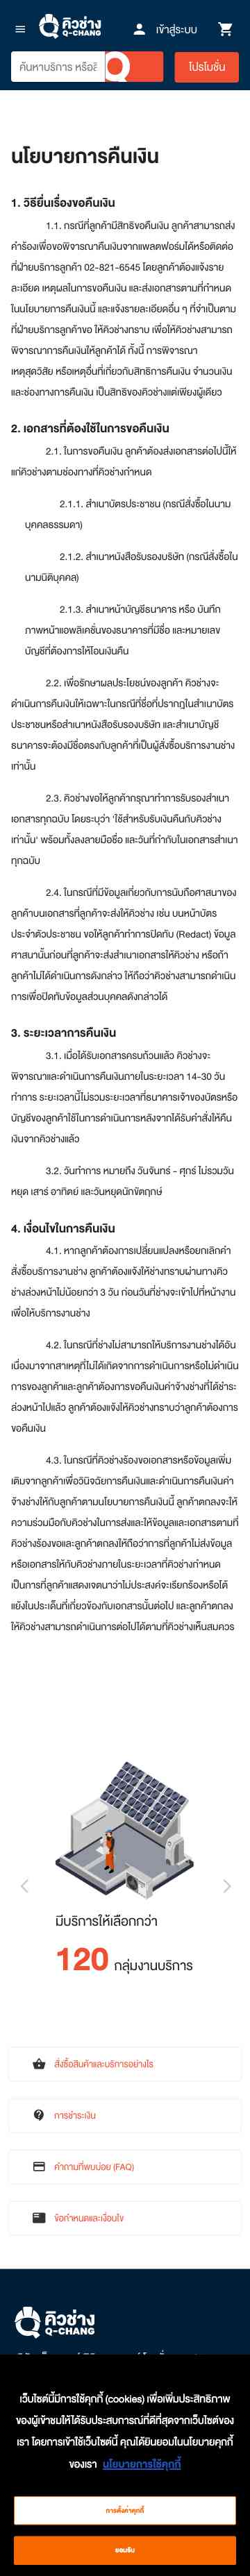 คิวช่าง
Q-CHANG
เข้าสู่ระบบ
ค้นหาบริการ หรือสิ
โปรโมชั่น
นโยบายการคืนเงิน
1. วิธียื่นเรื่องขอคืนเงิน
1.1. กรณีที่ลูกค้ามีสิทธิขอคืนเงิน ลูกค้าสามารถส่ง
คำร้องเพื่อขอพิจารณาคืนเงินจากแพลตฟอร์มได้หรือติดต่อ
ที่ฝ่ายบริการลูกค้า 02-821-6545 โดยลูกค้าต้องแจ้งราย
ละเอียด เหตุผลในการขอคืนเงิน และส่งเอกสารตามที่กำหนด
ในนโยบายการคืนเงินนี้ และแจ้งรายละเอียดอื่น ๆ ที่จำเป็นตาม
ที่ฝ่ายบริการลูกค้าขอ ให้คิวช่างทราบ เพื่อให้คิวช่างสามารถ
พิจารณาการคืนเงินให้ลูกค้าได้ ทั้งนี้ การพิจารณา
เหตุสุดวิสัย หรือเหตุอื่นที่เกี่ยวกับสิทธิการคืนเงิน จำนวนเงิน
และช่องทางการคืนเงิน เป็นสิทธิของคิวช่างแต่เพียงผู้เดียว
2. เอกสารที่ต้องใช้ในการขอคืนเงิน
2.1. ในการขอคืนเงิน ลูกค้าต้องส่งเอกสารต่อไปนี้ให้
แก่คิวช่างตามช่องทางที่คิวช่างกำหนด
2.1.1. สำเนาบัตรประชาชน (กรณีสั่งซื้อในนาม
บุคคลธรรมดา)
2.1.2. สำเนาหนังสือรับรองบริษัท (กรณีสั่งซื้อใน
นามนิติบุคคล)
2.1.3. สำเนาหน้าบัญชีธนาคาร หรือ บันทึก
ภาพหน้าแอพลิเคชั่นของธนาคารที่มีชื่อ และหมายเลข
บัญชีที่ต้องการให้โอนเงินคืน
2.2. เพื่อรักษาผลประโยชน์ของลูกค้า คิวช่างจะ
ดำเนินการคืนเงินให้เฉพาะในกรณีที่ชื่อที่ปรากฏในสำเนาบัตร
ประชาชนหรือสำเนาหนังสือรับรองบริษัท และสำเนาบัญชี
ธนาคารจะต้องมีชื่อตรงกับลูกค้าที่เป็นผู้สั่งซื้อบริการงานช่าง
เท่านั้น
2.3. คิวช่างขอให้ลูกค้ากรุณาทำการรับรองสำเนา
เอกสารทุกฉบับ โดยระบุว่า 'ใช้สำหรับรับเงินคืนกับคิวช่าง
เท่านั้น' พร้อมทั้งลงลายมือชื่อ และวันที่กำกับในเอกสารสำเนา
ทุกฉบับ
2.4. ในกรณีที่มีข้อมูลเกี่ยวกับการนับถือศาสนาของ
ลูกค้าบนเอกสารที่ลูกค้าจะส่งให้คิวช่าง เช่น บนหน้าบัตร
ประจำตัวประชาชน ขอให้ลูกค้าทำการปิดทับ (Redact) ข้อมูล
ศาสนานั้นก่อนที่ลูกค้าจะส่งสำเนาเอกสารให้คิวช่าง หรือถ้า
ลูกค้าไม่ได้ดำเนินการดังกล่าว ให้ถือว่าคิวช่างสามารถดำเนิน
การเพื่อปิดทับข้อมูลส่วนบุคคลดังกล่าวได้
3. ระยะเวลาการคืนเงิน
3.1. เมื่อได้รับเอกสารครบถ้วนแล้ว คิวช่างจะ
พิจารณาและดำเนินการคืนเงินภายในระยะเวลา 14-30 วัน
ทำการ ระยะเวลานี้ไม่รวมระยะเวลาที่ธนาคารเจ้าของบัตรหรือ
บัญชีของลูกค้าใช้ในการดำเนินการหลังจากได้รับคำสั่งให้คืน
เงินจากคิวช่างแล้ว
3.2. วันทำการ หมายถึง วันจันทร์ - ศุกร์ ไม่รวมวัน
หยุด เสาร์ อาทิตย์ และวันหยุดนักขัตฤกษ์
4. เงื่อนไขในการคืนเงิน
4.1. หากลูกค้าต้องการเปลี่ยนแปลงหรือยกเลิกคำ
สั่งซื้อบริการงานช่าง ลูกค้าต้องแจ้งให้ช่างทราบผ่านทางคิว
ช่างล่วงหน้าไม่น้อยกว่า 3 วัน ก่อนวันที่ช่างจะเข้าไปที่หน้างาน
เพื่อให้บริการงานช่าง
4.2. ในกรณีที่ช่างไม่สามารถให้บริการงานช่างได้อัน
เนื่องมาจากสาเหตุที่ไม่ได้เกิดจากการดำเนินการหรือไม่ดำเนิน
การของลูกค้าและลูกค้าต้องการขอคืนเงินค่าจ้างช่างที่ได้ชำระ
ล่วงหน้าไปแล้ว ลูกค้าต้องแจ้งให้คิวช่างทราบว่าลูกค้าต้องการ
ขอคืนเงิน
4.3. ในกรณีที่คิวช่างร้องขอเอกสารหรือข้อมูลเพิ่ม
เติมจากลูกค้าเพื่อวินิจฉัยการคืนเงินและดำเนินการคืนเงินค่า
จ้างช่างให้กับลูกค้าตามนโยบายการคืนเงินนี้ ลูกค้าตกลงจะให้
ความร่วมมือกับคิวช่างในการส่งและให้ข้อมูลและเอกสารตามที่
คิวช่างร้องขอและลูกค้าตกลงให้ถือว่าการที่ลูกค้าไม่ส่งข้อมูล
หรือเอกสารให้กับคิวช่างภายในระยะเวลาที่คิวช่างกำหนด
เป็นการที่ลูกค้าแสดงเจตนาว่าไม่ประสงค์จะเรียกร้องหรือโต้
แย้งในประเด็นที่เกี่ยวข้องกับเอกสารนั้นต่อไป และลูกค้าตกลง
ให้คิวช่างสามารถดำเนินการต่อไปได้ตามที่คิวช่างเห็นสมควร
มีบริการให้เลือกกว่า
120 กลุ่มงานบริการ
สั่งซื้อสินค้าและบริการอย่างไร
การชำระเงิน
คำถามที่พบบ่อย (FAQ)
ข้อกำหนดและเงื่อนไข
คิวช่าง
Q-CHANG
เว็บไซต์นี้มีการใช้คุกกี้ (cookies) เพื่อเพิ่มประสิทธิภาพ
ของผู้เข้าชมให้ได้รับประสบการณ์ที่ดีที่สุดจากเว็บไซต์ของ
เรา โดยการเข้าใช้เว็บไซต์นี้ คุณได้ยินยอมในนโยบายคุกกี้
ของเรา นโยบายการใช้คุกกี้
การตั้งค่าคุกกี้
ยอมรับ